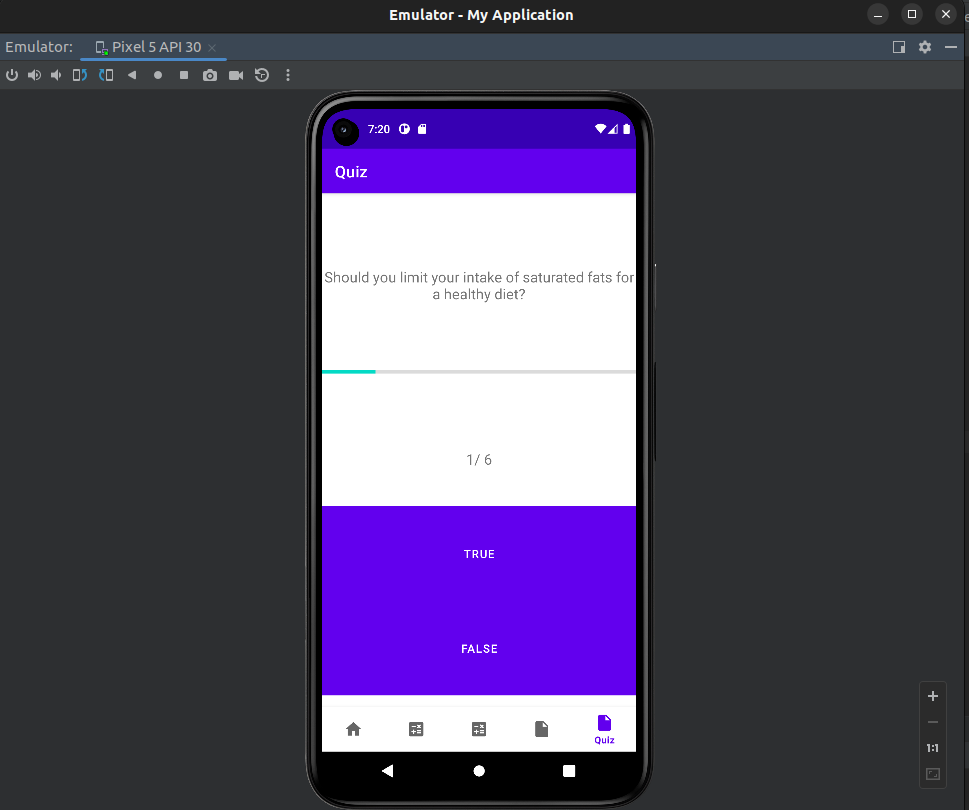 Emulator - My Application
Emulator:
Pixel 5 API 30
7:20
Quiz
Should you limit your intake of saturated fats for
a healthy diet?
1/ 6
TRUE
FALSE
Quiz
1:1